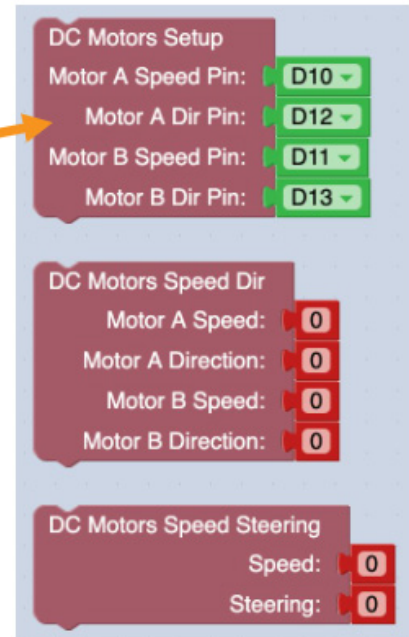 DC Motors Setup
Motor A Speed Pin: D10
Motor A Dir Pin: D12
Motor B Speed Pin: D11
Motor B Dir Pin: D13
DC Motors Speed Dir
Motor A Speed: 0
Motor A Direction: 0
Motor B Speed: 0
Motor B Direction: 0
DC Motors Speed Steering
Speed: 0
Steering: 0